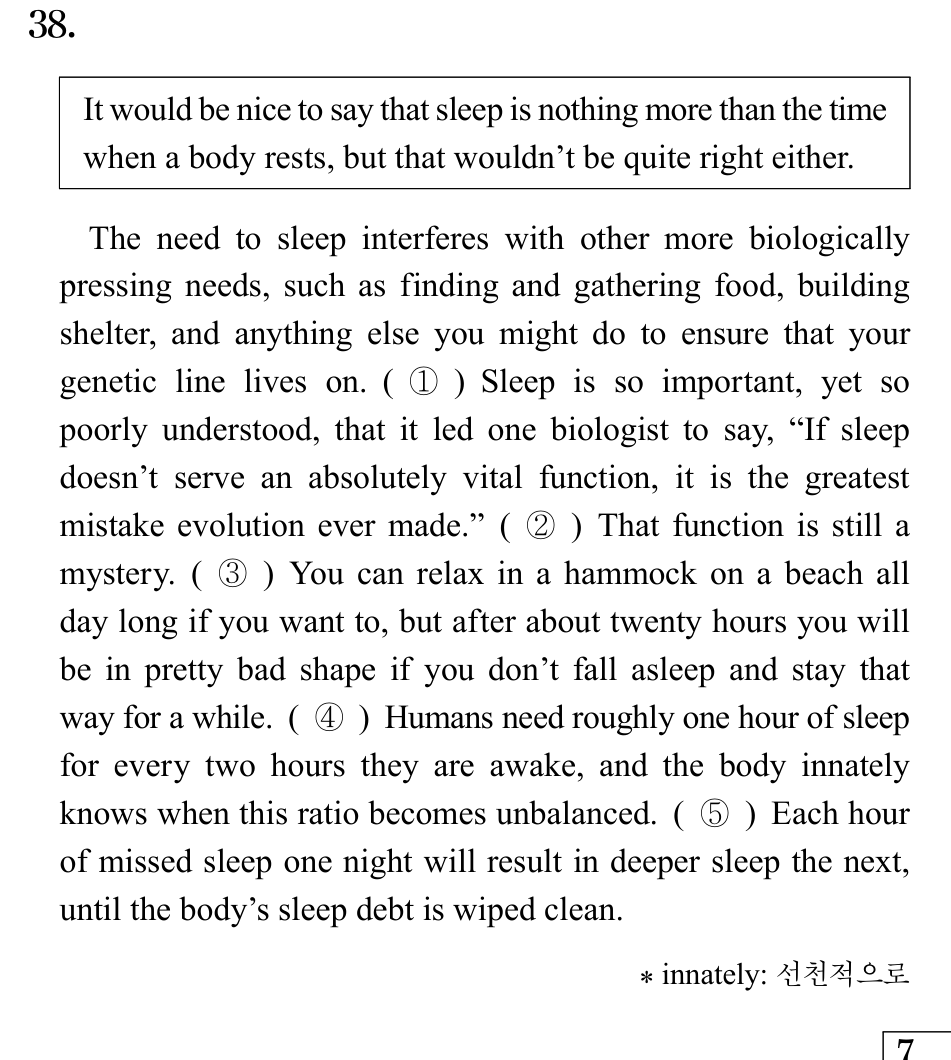 38.
It would be nice to say that sleep is nothing more than the time
when a body rests, but that wouldn’t be quite right either.
The need to sleep interferes with other more biologically
pressing needs, such as finding and gathering food, building
shelter, and anything else you might do to ensure that your
genetic line lives on. ( ① ) Sleep is so important, yet so
poorly understood, that it led one biologist to say, “If sleep
doesn’t serve an absolutely vital function, it is the greatest
mistake evolution ever made.” ( ② ) That function is still a
mystery. ( ③ ) You can relax in a hammock on a beach all
day long if you want to, but after about twenty hours you will
be in pretty bad shape if you don’t fall asleep and stay that
way for a while. ( ④ ) Humans need roughly one hour of sleep
for every two hours they are awake, and the body innately
knows when this ratio becomes unbalanced. ( ⑤ ) Each hour
of missed sleep one night will result in deeper sleep the next,
until the body’s sleep debt is wiped clean.
* innately: 선천적으로
7